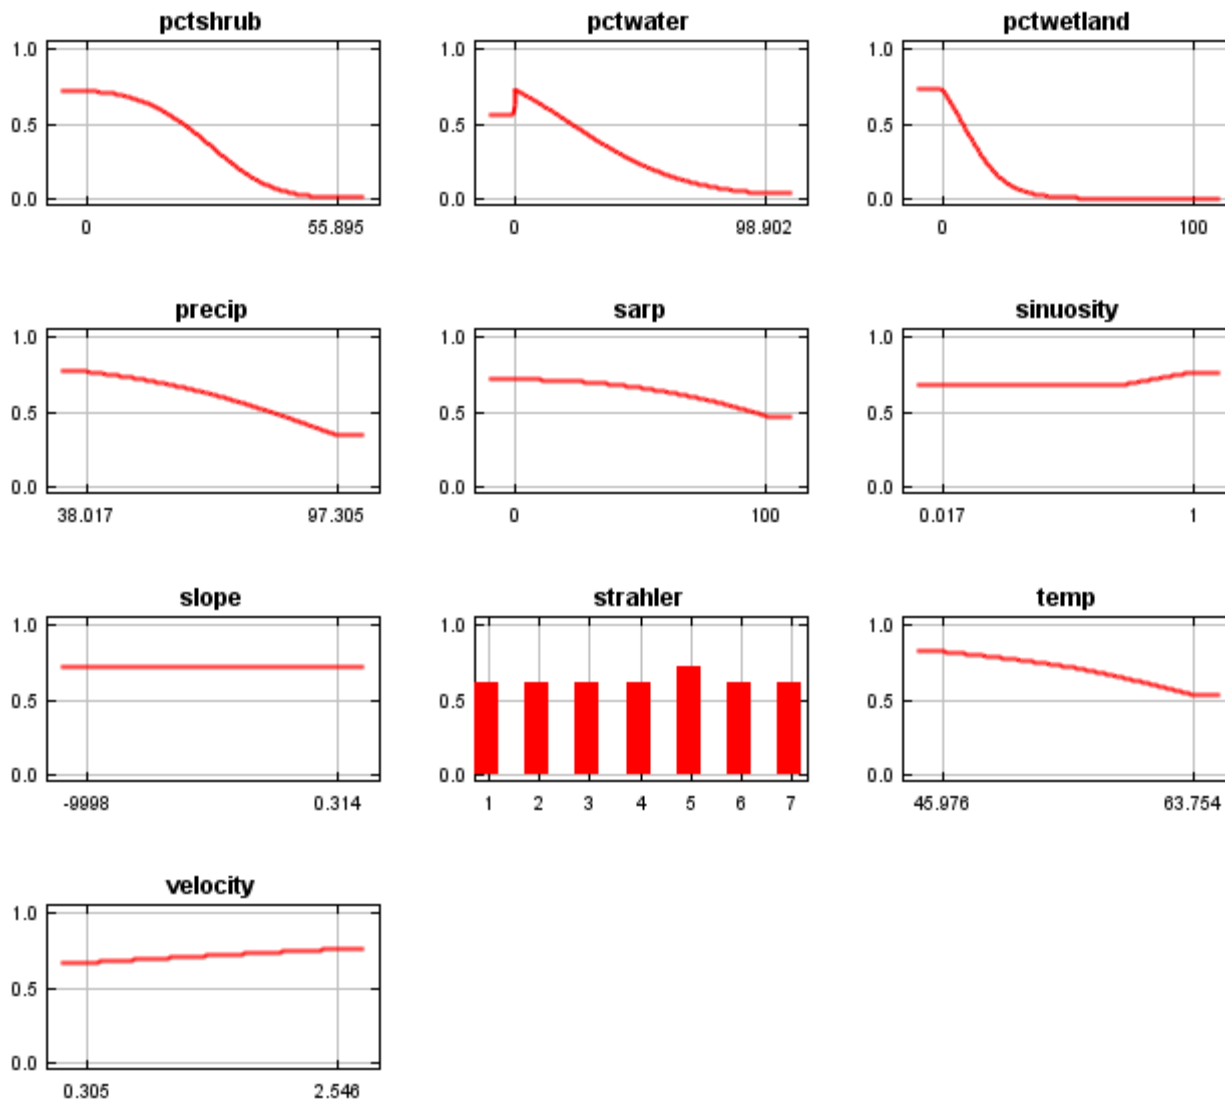 pctshrub pctwater pctwetland
1.0 1.0 1.0
0.5 0.5 0.5
0.0 0.0 0.0
0 55.895 0 98.902 0 100
precip sarp sinuosity
1.0 1.0 1.0
0.5 0.5 0.5
0.0 0.0 0.0
38.017 97.305 0 100 0.017 1
slope strahler temp
1.0 1.0 1.0
0.5 0.5 0.5
0.0 0.0 0.0
-9998 0.314 1 2 3 4 5 6 7 45.976 63.754
velocity
1.0
0.5
0.0
0.305 2.546